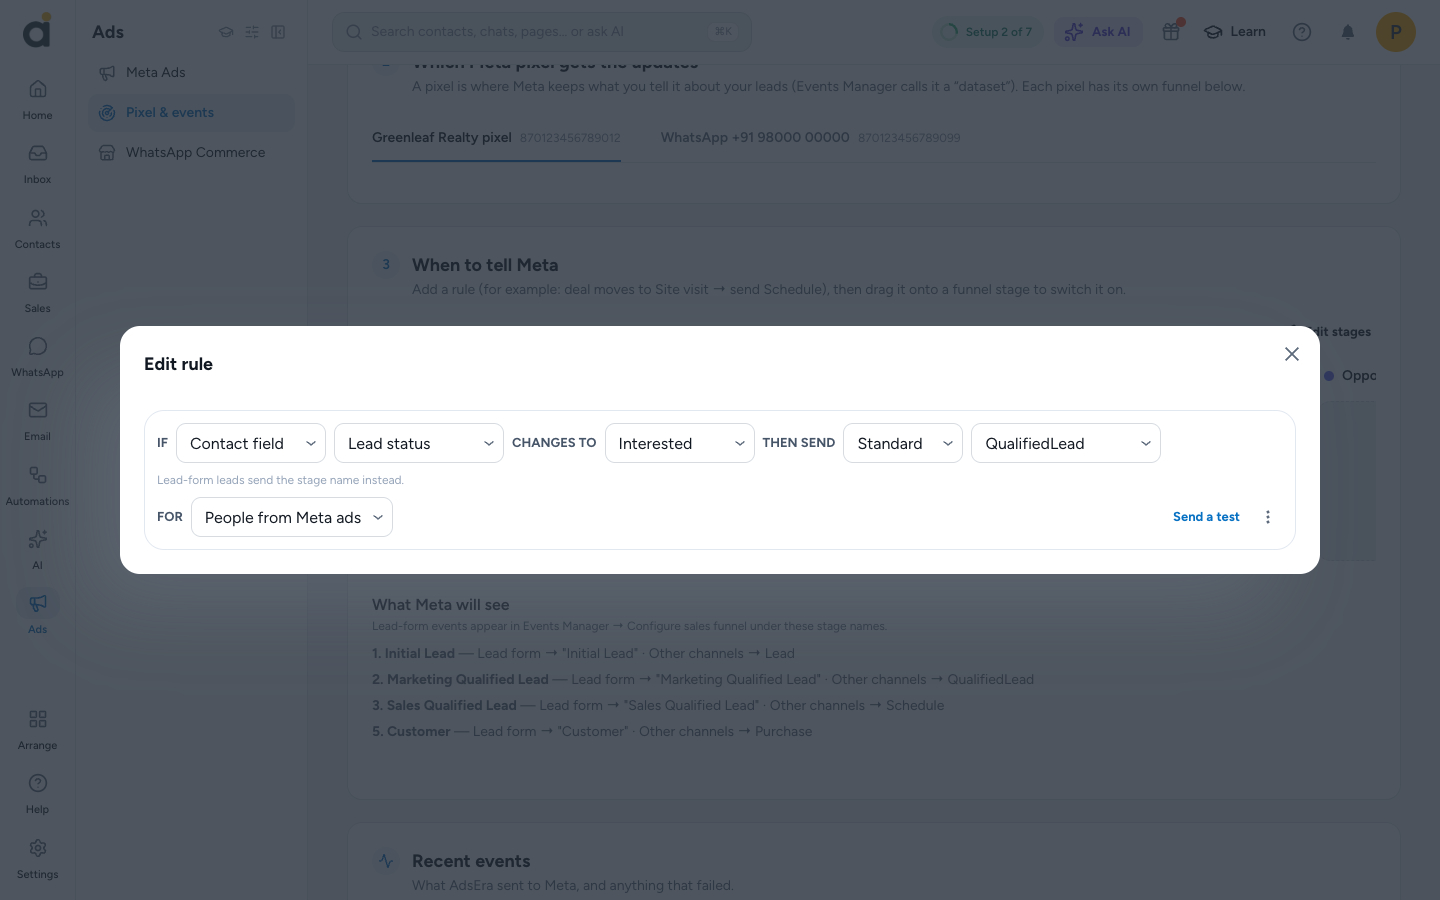 Ads
Search contacts, chats, pages... or ask AI
⌘K
Setup 2 of 7
Ask AI
Learn
P
Home
Inbox
Contacts
Sales
WhatsApp
Email
Automations
AI
Ads
Arrange
Help
Settings
Meta Ads
Pixel & events
WhatsApp Commerce
Which Meta pixel gets the updates
A pixel is where Meta keeps what you tell it about your leads (Events Manager calls it a "dataset"). Each pixel has its own funnel below.
Greenleaf Realty pixel 870123456789012
WhatsApp +91 98000 00000 870123456789099
3
When to tell Meta
Add a rule (for example: deal moves to Site visit → send Schedule), then drag it onto a funnel stage to switch it on.
dit stages
Oppo
Edit rule
IF Contact field Lead status CHANGES TO Interested THEN SEND Standard QualifiedLead
Lead-form leads send the stage name instead.
FOR People from Meta ads
Send a test
What Meta will see
Lead-form events appear in Events Manager → Configure sales funnel under these stage names.
1. Initial Lead — Lead form → "Initial Lead" · Other channels → Lead
2. Marketing Qualified Lead — Lead form → "Marketing Qualified Lead" · Other channels → QualifiedLead
3. Sales Qualified Lead — Lead form → "Sales Qualified Lead" · Other channels → Schedule
5. Customer — Lead form → "Customer" · Other channels → Purchase
Recent events
What AdsEra sent to Meta, and anything that failed.